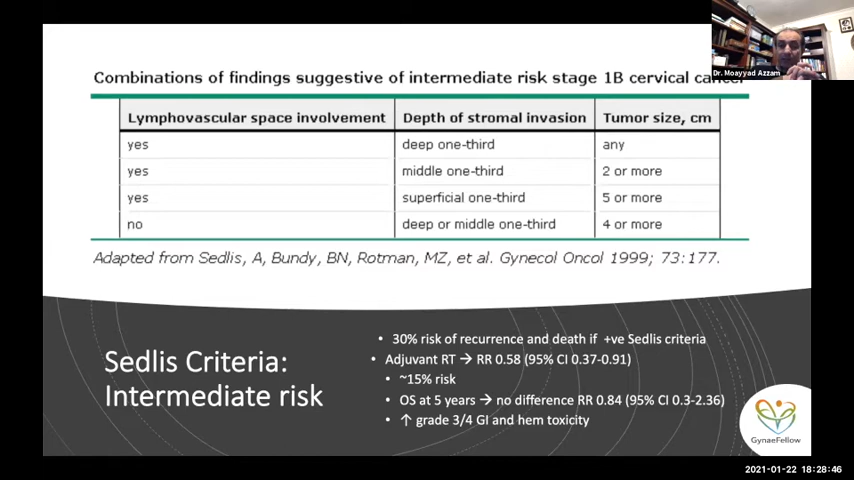 Dr. Moayyad Azzam
Combinations of findings suggestive of intermediate risk stage 1B cervical cancer
Lymphovascular space involvement Depth of stromal invasion Tumor size, cm
yes deep one-third any
yes middle one-third 2 or more
yes superficial one-third 5 or more
no deep or middle one-third 4 or more
Adapted from Sedlis, A, Bundy, BN, Rotman, MZ, et al. Gynecol Oncol 1999; 73:177.
Sedlis Criteria:
Intermediate risk
• 30% risk of recurrence and death if +ve Sedlis criteria
• Adjuvant RT → RR 0.58 (95% CI 0.37-0.91)
• ~15% risk
• OS at 5 years → no difference RR 0.84 (95% CI 0.3-2.36)
• ↑ grade 3/4 GI and hem toxicity
GynaeFellow
2021-01-22 18:28:46